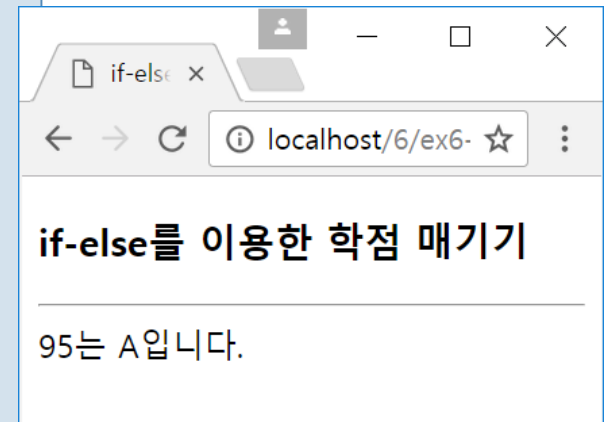 if-else
localhost/6/ex6-
if-else를 이용한 학점 매기기
95는 A입니다.